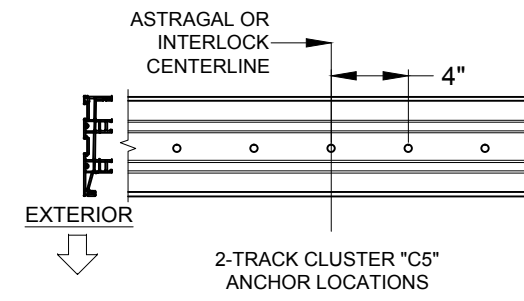 ASTRAGAL OR
INTERLOCK
CENTERLINE
4"
EXTERIOR
2-TRACK CLUSTER "C5"
ANCHOR LOCATIONS